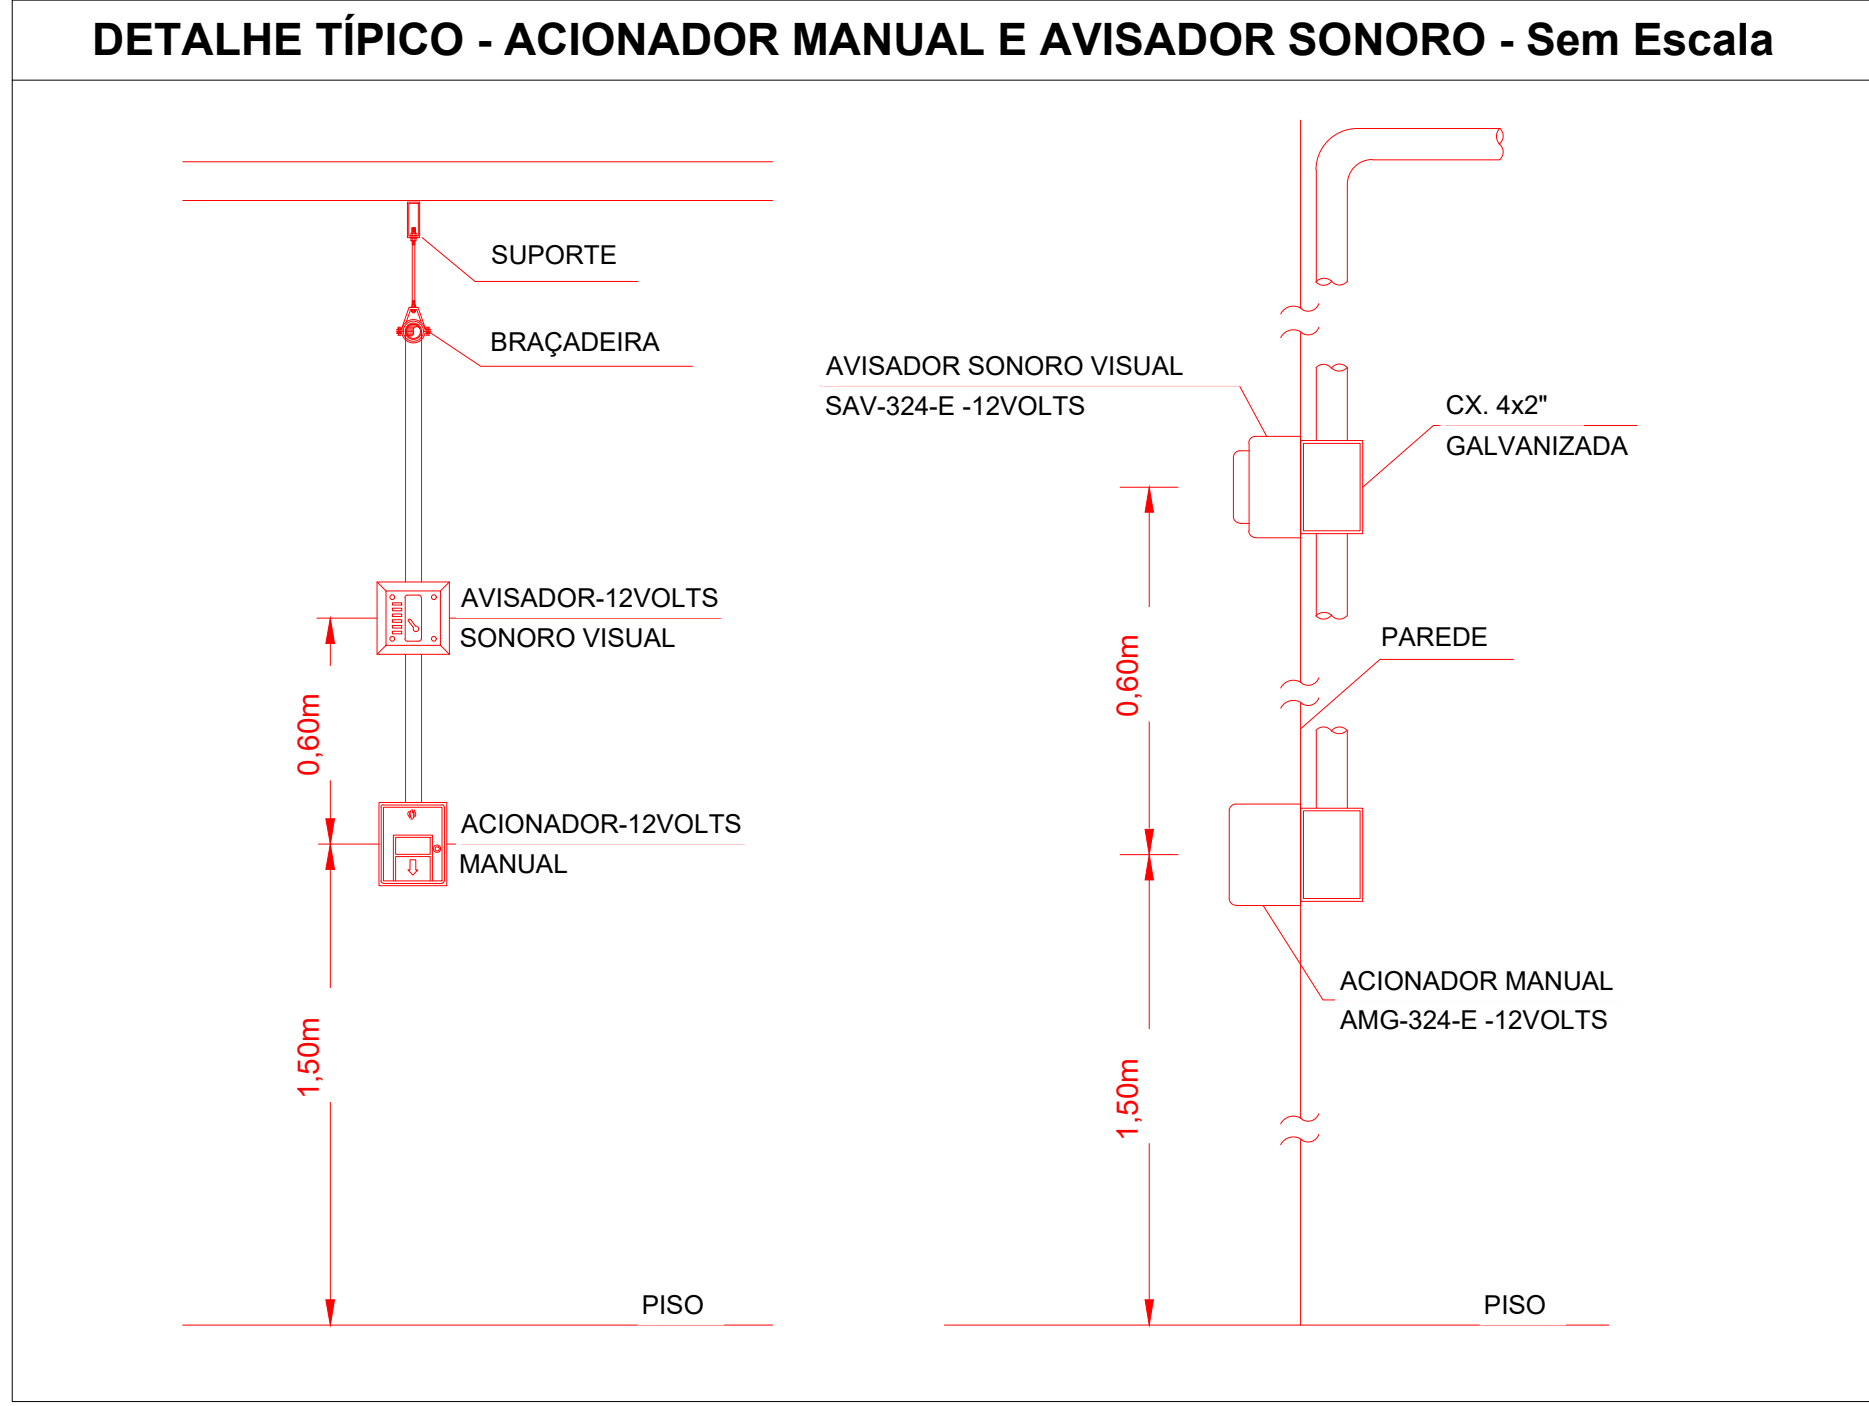 DETALHE TÍPICO - ACIONADOR MANUAL E AVISADOR SONORO - Sem Escala
SUPORTE
BRAÇADEIRA
AVISADOR-12VOLTS
SONORO VISUAL
0,60m
ACIONADOR-12VOLTS
MANUAL
1,50m
PISO
AVISADOR SONORO VISUAL
SAV-324-E -12VOLTS
CX. 4x2"
GALVANIZADA
PAREDE
0,60m
ACIONADOR MANUAL
AMG-324-E -12VOLTS
1,50m
PISO